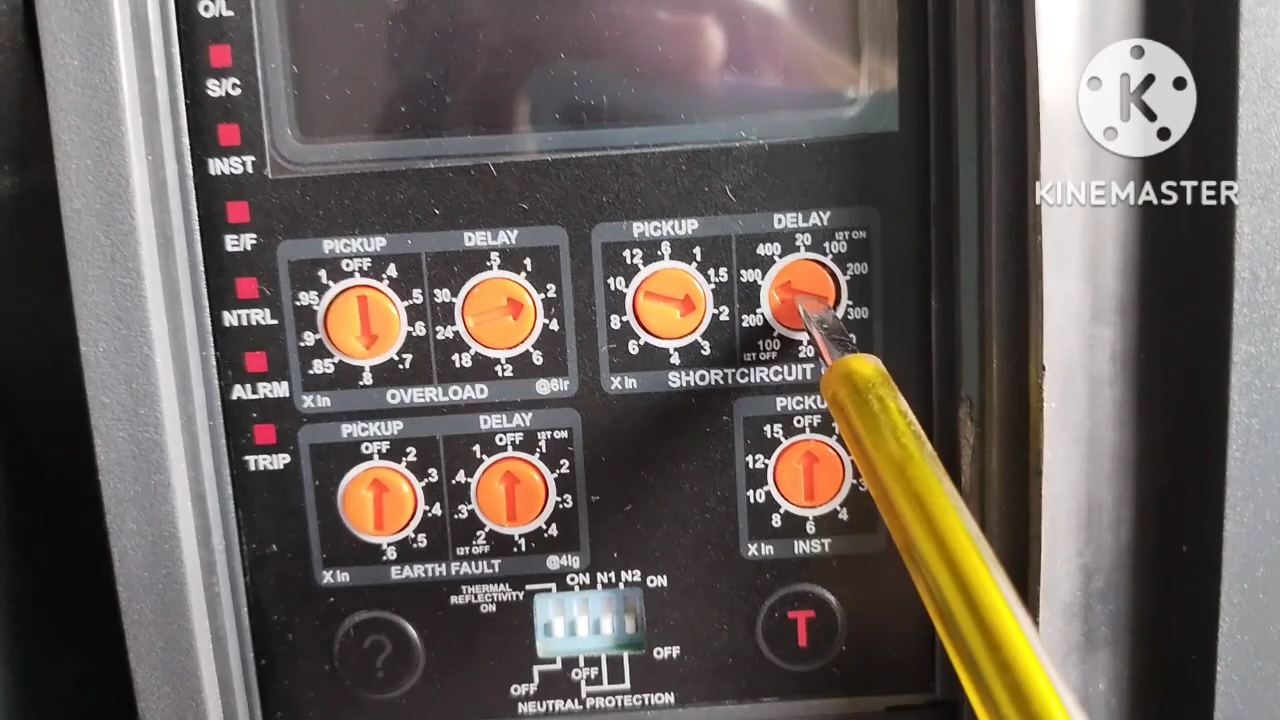 O/L
S/C
INST
E/F
NTRL
ALRM
TRIP
K
KINEMASTER
PICKUP
OFF
.4
.5
.6
.7
.8
.85
.9
.95
1
X In
DELAY
.5
1
2
4
6
12
18
24
30
OVERLOAD
@6Ir
PICKUP
.6
1
1.5
2
3
4
6
8
10
12
X In
DELAY
I2T ON
20
100
200
300
20
100
I2T OFF
200
300
400
SHORTCIRCUIT
PICKUP
OFF
.2
.3
.4
.5
.6
X In
DELAY
OFF
I2T ON
.1
.2
.3
.4
.1
.2
I2T OFF
.3
.4
1
EARTH FAULT
@4Ig
OFF
4
6
8
10
12
15
X In
INST
THERMAL
REFLECTIVITY
ON
ON N1 N2 ON
OFF
OFF
OFF
NEUTRAL PROTECTION
?
T